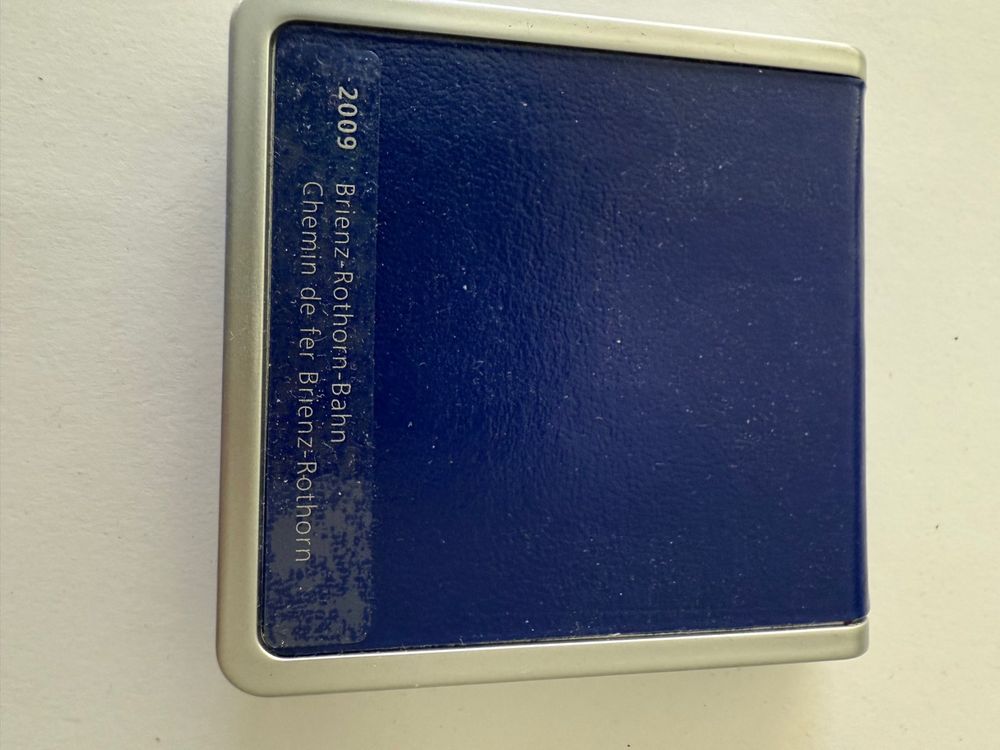 2009 Brienz-Rothorn-Bahn
Chemin de fer Brienz-Rothorn